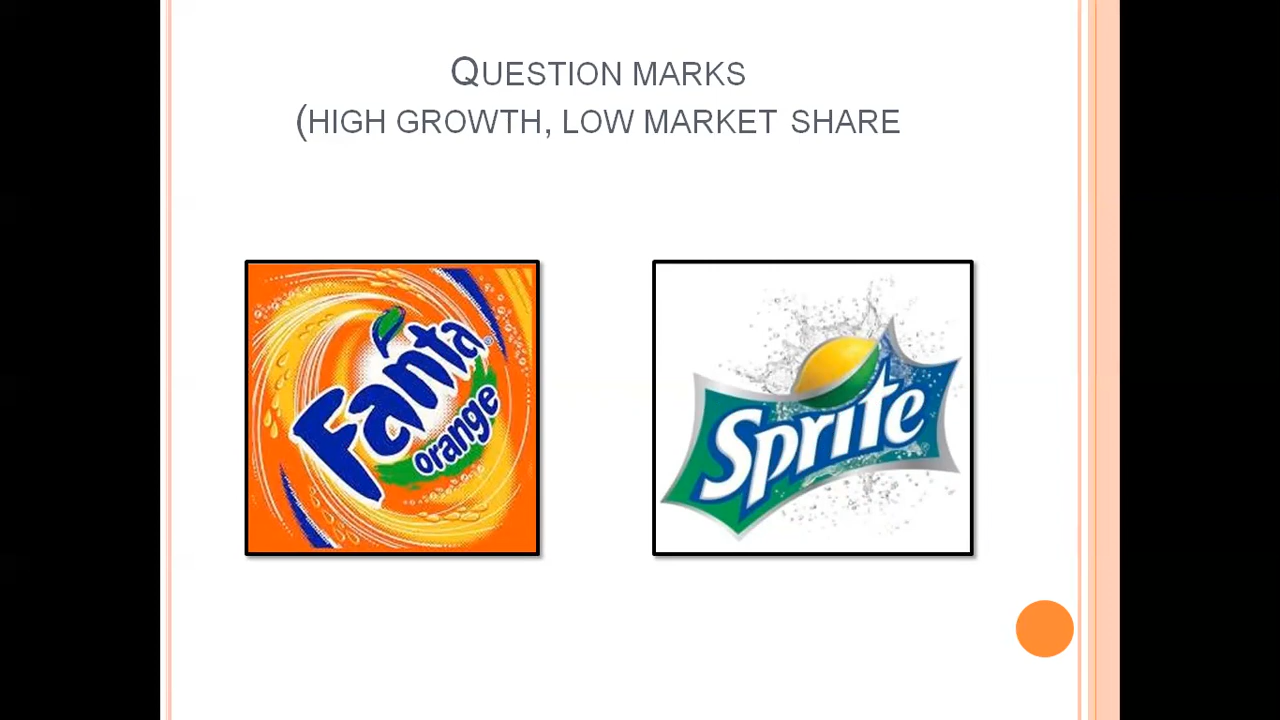 QUESTION MARKS
(HIGH GROWTH, LOW MARKET SHARE
Fanta
orange
Sprite